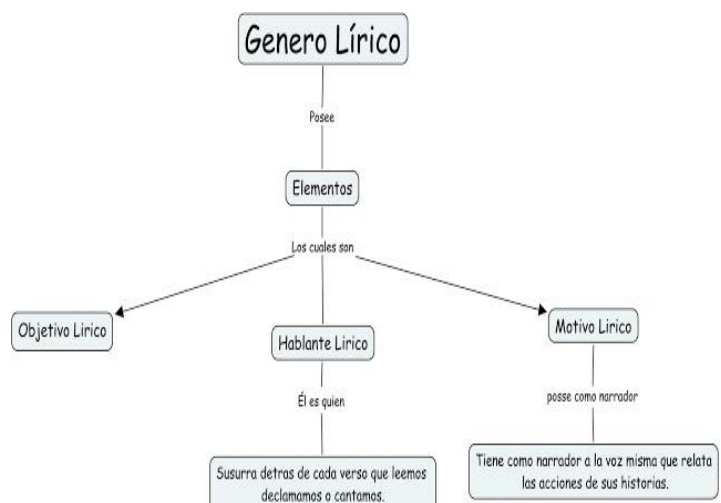 Genero Lírico
Posee
Elementos
Los cuales son
Objetivo Lirico
Hablante Lirico
Motivo Lirico
Él es quien
posse como narrador
Susurra detras de cada verso que leemos
declamamos o cantamos.
Tiene como narrador a la voz misma que relata
las acciones de sus historias.